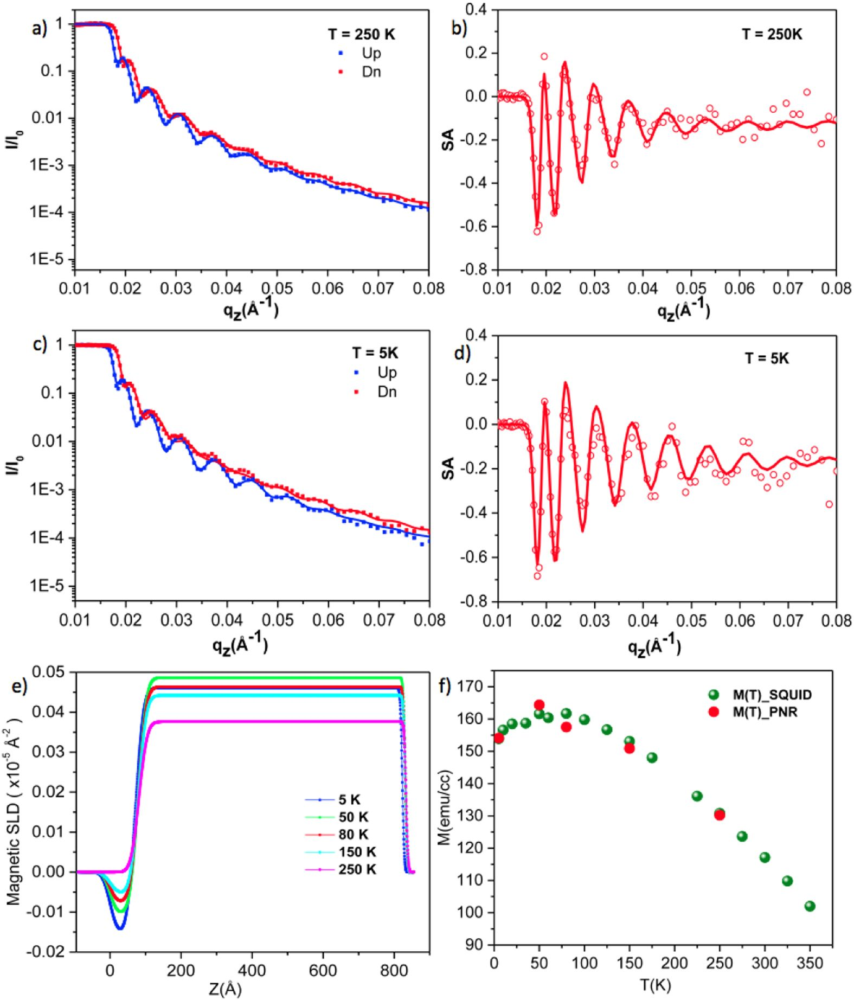 a)
T = 250 K
Up
Dn
1
0.1
0.01
1E-3
1E-4
1E-5
I/I0
0.01 0.02 0.03 0.04 0.05 0.06 0.07 0.08
qz(Å-1)
b)
T = 250K
0.4
0.2
0.0
-0.2
-0.4
-0.6
-0.8
SA
0.01 0.02 0.03 0.04 0.05 0.06 0.07 0.08
qz(Å-1)
c)
T = 5K
Up
Dn
1
0.1
0.01
1E-3
1E-4
1E-5
I/I0
0.01 0.02 0.03 0.04 0.05 0.06 0.07 0.08
qz(Å-1)
d)
T = 5K
0.4
0.2
0.0
-0.2
-0.4
-0.6
-0.8
SA
0.01 0.02 0.03 0.04 0.05 0.06 0.07 0.08
qz(Å-1)
e)
0.05
0.04
0.03
0.02
0.01
0.00
-0.01
-0.02
Magnetic SLD ( x10-5 Å-2 )
5 K
50 K
80 K
150 K
250 K
0 200 400 600 800
Z(Å)
f)
170
160
150
140
130
120
110
100
90
M(emu/cc)
M(T)_SQUID
M(T)_PNR
0 50 100 150 200 250 300 350
T(K)